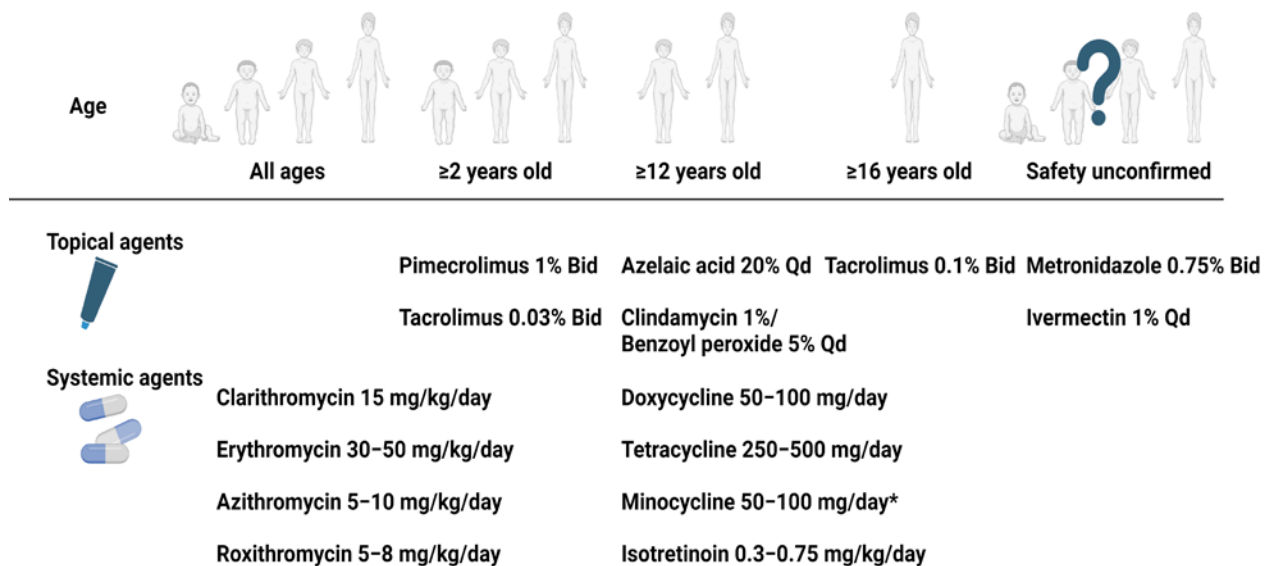 Age
All ages
≥2 years old
≥12 years old
≥16 years old
Safety unconfirmed
?
Topical agents
Pimecrolimus 1% Bid
Azelaic acid 20% Qd
Tacrolimus 0.1% Bid
Metronidazole 0.75% Bid
Tacrolimus 0.03% Bid
Clindamycin 1%/
Benzoyl peroxide 5% Qd
Ivermectin 1% Qd
Systemic agents
Clarithromycin 15 mg/kg/day
Doxycycline 50–100 mg/day
Erythromycin 30–50 mg/kg/day
Tetracycline 250–500 mg/day
Azithromycin 5–10 mg/kg/day
Minocycline 50–100 mg/day*
Roxithromycin 5–8 mg/kg/day
Isotretinoin 0.3–0.75 mg/kg/day